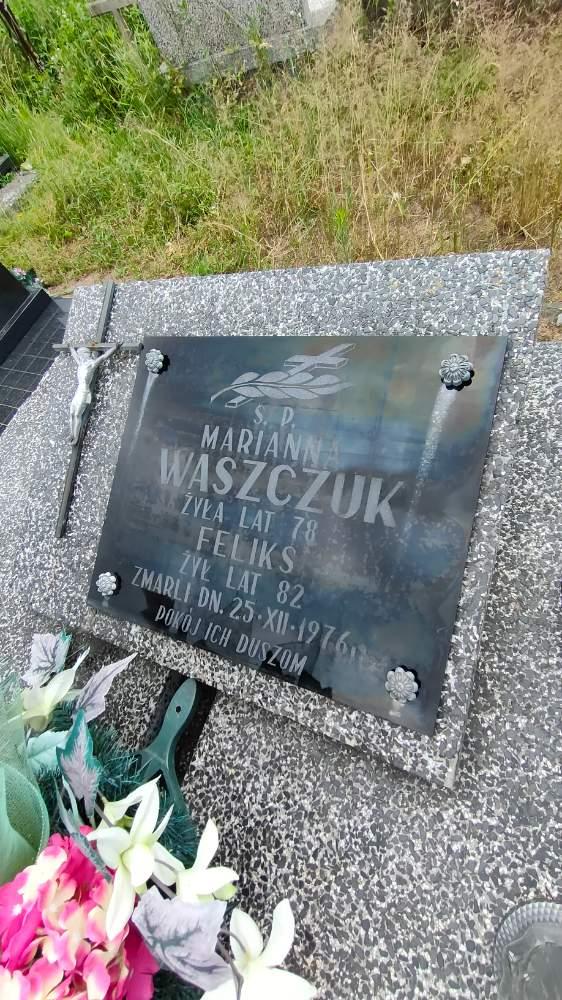 Ś. P.
MARIANNA
WASZCZUK
ŻYŁA LAT 78
FELIKS
ŻYŁ LAT 82
ZMARLI DN. 25·XII·1976 r.
POKÓJ ICH DUSZOM